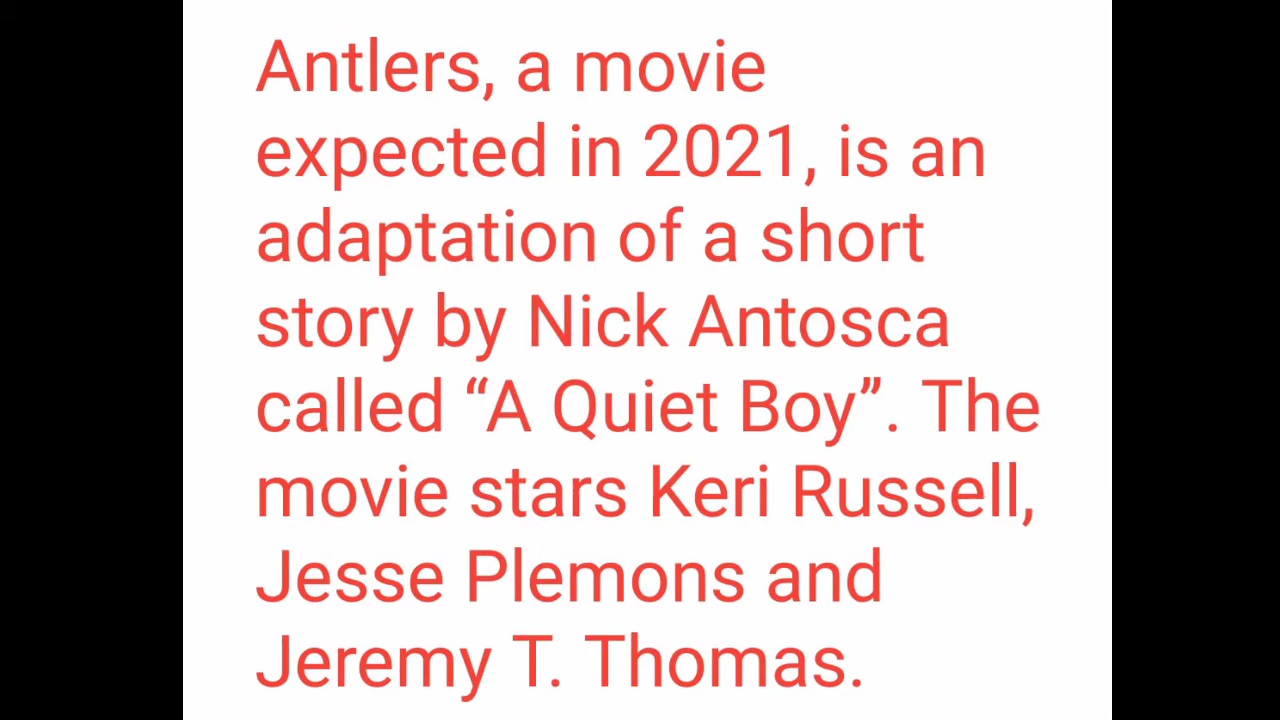 Antlers, a movie
expected in 2021, is an
adaptation of a short
story by Nick Antosca
called “A Quiet Boy”. The
movie stars Keri Russell,
Jesse Plemons and
Jeremy T. Thomas.